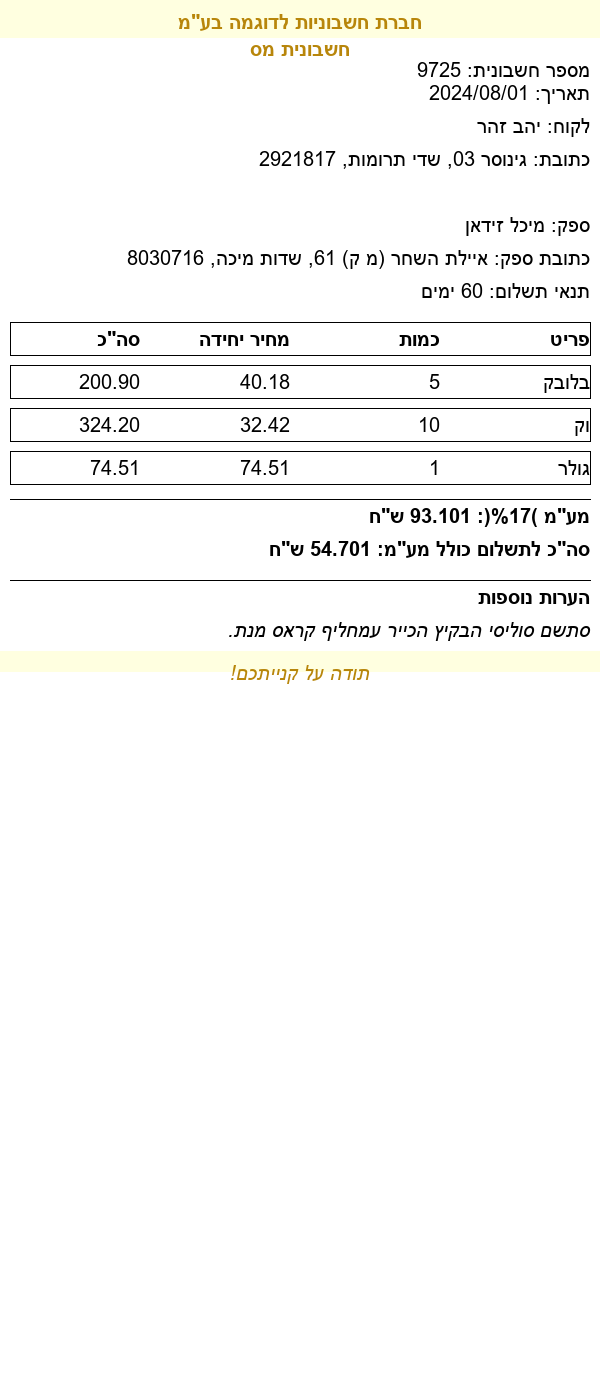 חברת חשבוניות לדוגמה בע"מ
חשבונית מס
מספר חשבונית: 9725
תאריך: 2024/08/01
לקוח: יהב זהר
כתובת: גינוסר 03, שדי תרומות, 2921817
ספק: מיכל זידאן
כתובת ספק: איילת השחר (מ ק) 61, שדות מיכה, 8030716
תנאי תשלום: 60 ימים
פריט כמות מחיר יחידה סה"כ
בלובק 5 40.18 200.90
וק 10 32.42 324.20
גולר 1 74.51 74.51
מע"מ )17%(: 93.101 ש"ח
סה"כ לתשלום כולל מע"מ: 54.701 ש"ח
הערות נוספות
סתשם סוליסי הבקיץ הכייר עמחליף קראס מנת.
תודה על קנייתכם!